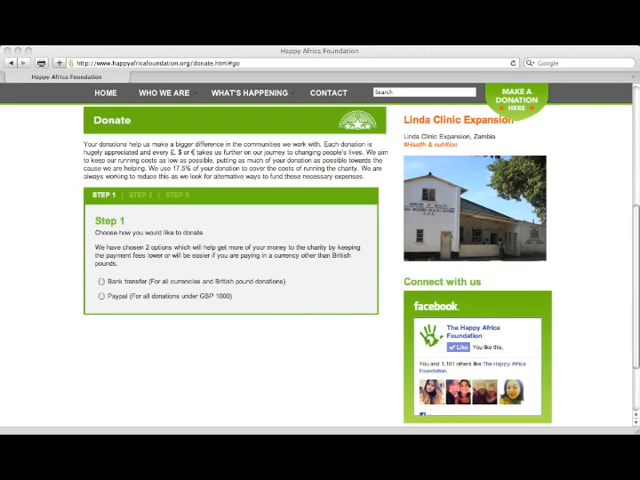 Happy Africa Foundation
http://www.happyafricafoundation.org/donate.html#go
Google
Happy Africa Foundation
HOME WHO WE ARE WHAT'S HAPPENING CONTACT Search
MAKE A
DONATION
HERE
Donate
Your donations help us make a bigger difference in the communities we work with. Each donation is
hugely appreciated and every £, $ or € takes us further on our journey to changing people's lives. We aim
to keep our running costs as low as possible, putting as much of your donation as possible towards the
cause we are helping. We use 17.5% of your donation to cover the costs of running the charity. We are
always working to reduce this as we look for alternative ways to fund these necessary expenses.
STEP 1 | STEP 2 | STEP 3
Step 1
Choose how you would like to donate
We have chosen 2 options which will help get more of your money to the charity by keeping
the payment fees lower or will be easier if you are paying in a currency other than British
pounds.
Bank transfer (For all currencies and British pound donations)
Paypal (For all donations under GBP 1000)
Linda Clinic Expansion
Linda Clinic Expansion, Zambia
#Health & nutrition
Connect with us
facebook
The Happy Africa
Foundation
Like You like this.
You and 1,101 others like The Happy Africa
Foundation.